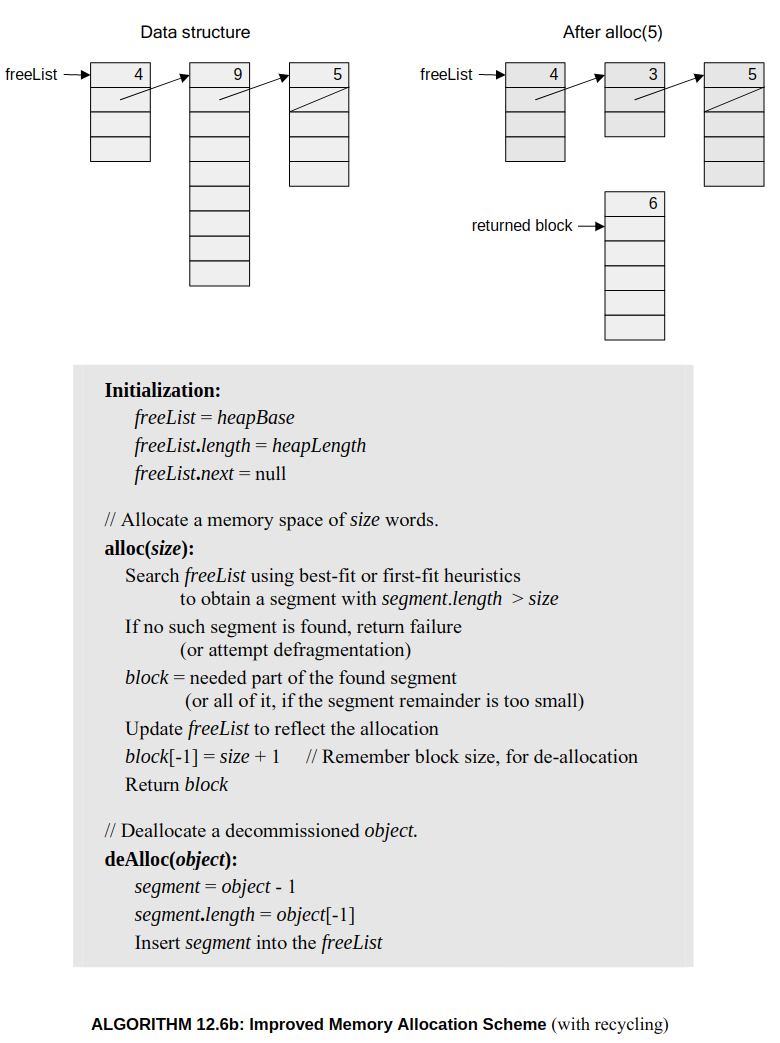 Data structure
After alloc(5)
freeList
4
9
5
freeList
4
3
5
6
returned block
Initialization:
freeList = heapBase
freeList.length = heapLength
freeList.next = null
// Allocate a memory space of size words.
alloc(size):
Search freeList using best-fit or first-fit heuristics
to obtain a segment with segment.length > size
If no such segment is found, return failure
(or attempt defragmentation)
block = needed part of the found segment
(or all of it, if the segment remainder is too small)
Update freeList to reflect the allocation
block[-1] = size + 1 // Remember block size, for de-allocation
Return block
// Deallocate a decommissioned object.
deAlloc(object):
segment = object - 1
segment.length = object[-1]
Insert segment into the freeList
ALGORITHM 12.6b: Improved Memory Allocation Scheme (with recycling)